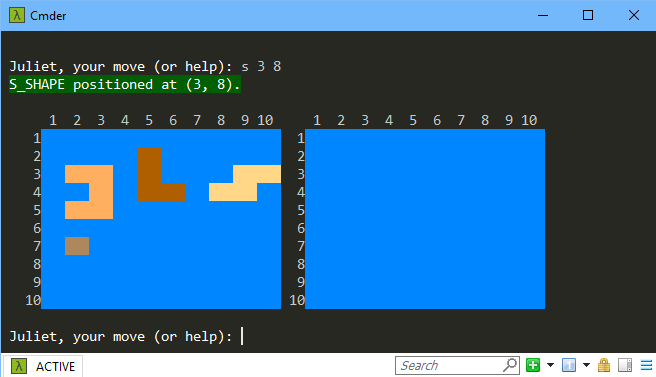 Cmder
Juliet, your move (or help): s 3 8
S_SHAPE positioned at (3, 8).
1 2 3 4 5 6 7 8 9 10 1 2 3 4 5 6 7 8 9 10
1 1
2 2
3 3
4 4
5 5
6 6
7 7
8 8
9 9
10 10
Juliet, your move (or help):
λ ACTIVE Search